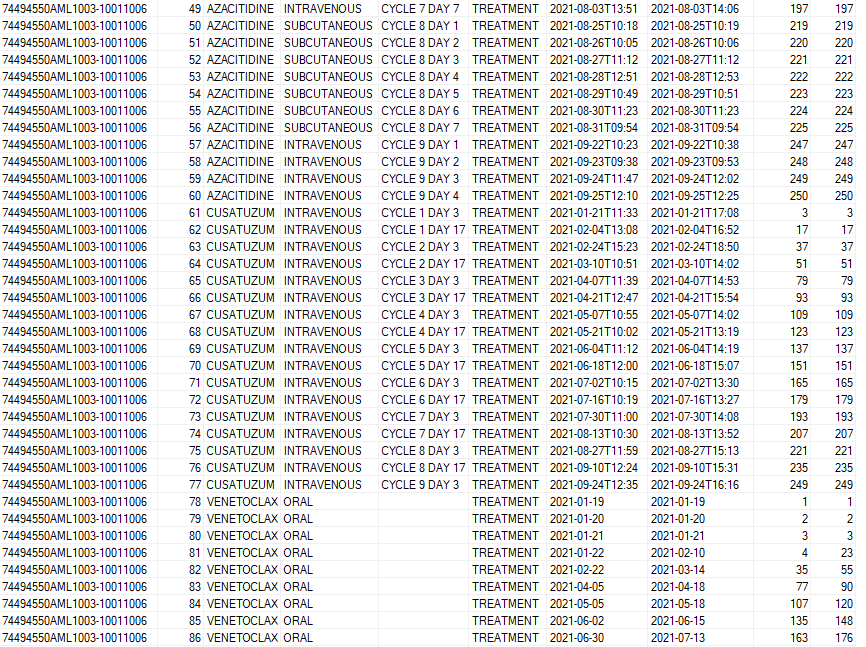 74494550AML1003-10011006 49 AZACITIDINE INTRAVENOUS CYCLE 7 DAY 7 TREATMENT 2021-08-03T13:51 2021-08-03T14:06 197 197
74494550AML1003-10011006 50 AZACITIDINE SUBCUTANEOUS CYCLE 8 DAY 1 TREATMENT 2021-08-25T10:18 2021-08-25T10:19 219 219
74494550AML1003-10011006 51 AZACITIDINE SUBCUTANEOUS CYCLE 8 DAY 2 TREATMENT 2021-08-26T10:05 2021-08-26T10:06 220 220
74494550AML1003-10011006 52 AZACITIDINE SUBCUTANEOUS CYCLE 8 DAY 3 TREATMENT 2021-08-27T11:12 2021-08-27T11:12 221 221
74494550AML1003-10011006 53 AZACITIDINE SUBCUTANEOUS CYCLE 8 DAY 4 TREATMENT 2021-08-28T12:51 2021-08-28T12:53 222 222
74494550AML1003-10011006 54 AZACITIDINE SUBCUTANEOUS CYCLE 8 DAY 5 TREATMENT 2021-08-29T10:49 2021-08-29T10:51 223 223
74494550AML1003-10011006 55 AZACITIDINE SUBCUTANEOUS CYCLE 8 DAY 6 TREATMENT 2021-08-30T11:23 2021-08-30T11:23 224 224
74494550AML1003-10011006 56 AZACITIDINE SUBCUTANEOUS CYCLE 8 DAY 7 TREATMENT 2021-08-31T09:54 2021-08-31T09:54 225 225
74494550AML1003-10011006 57 AZACITIDINE INTRAVENOUS CYCLE 9 DAY 1 TREATMENT 2021-09-22T10:23 2021-09-22T10:38 247 247
74494550AML1003-10011006 58 AZACITIDINE INTRAVENOUS CYCLE 9 DAY 2 TREATMENT 2021-09-23T09:38 2021-09-23T09:53 248 248
74494550AML1003-10011006 59 AZACITIDINE INTRAVENOUS CYCLE 9 DAY 3 TREATMENT 2021-09-24T11:47 2021-09-24T12:02 249 249
74494550AML1003-10011006 60 AZACITIDINE INTRAVENOUS CYCLE 9 DAY 4 TREATMENT 2021-09-25T12:10 2021-09-25T12:25 250 250
74494550AML1003-10011006 61 CUSATUZUM INTRAVENOUS CYCLE 1 DAY 3 TREATMENT 2021-01-21T11:33 2021-01-21T17:08 3 3
74494550AML1003-10011006 62 CUSATUZUM INTRAVENOUS CYCLE 1 DAY 17 TREATMENT 2021-02-04T13:08 2021-02-04T16:52 17 17
74494550AML1003-10011006 63 CUSATUZUM INTRAVENOUS CYCLE 2 DAY 3 TREATMENT 2021-02-24T15:23 2021-02-24T18:50 37 37
74494550AML1003-10011006 64 CUSATUZUM INTRAVENOUS CYCLE 2 DAY 17 TREATMENT 2021-03-10T10:51 2021-03-10T14:02 51 51
74494550AML1003-10011006 65 CUSATUZUM INTRAVENOUS CYCLE 3 DAY 3 TREATMENT 2021-04-07T11:39 2021-04-07T14:53 79 79
74494550AML1003-10011006 66 CUSATUZUM INTRAVENOUS CYCLE 3 DAY 17 TREATMENT 2021-04-21T12:47 2021-04-21T15:54 93 93
74494550AML1003-10011006 67 CUSATUZUM INTRAVENOUS CYCLE 4 DAY 3 TREATMENT 2021-05-07T10:55 2021-05-07T14:02 109 109
74494550AML1003-10011006 68 CUSATUZUM INTRAVENOUS CYCLE 4 DAY 17 TREATMENT 2021-05-21T10:02 2021-05-21T13:19 123 123
74494550AML1003-10011006 69 CUSATUZUM INTRAVENOUS CYCLE 5 DAY 3 TREATMENT 2021-06-04T11:12 2021-06-04T14:19 137 137
74494550AML1003-10011006 70 CUSATUZUM INTRAVENOUS CYCLE 5 DAY 17 TREATMENT 2021-06-18T12:00 2021-06-18T15:07 151 151
74494550AML1003-10011006 71 CUSATUZUM INTRAVENOUS CYCLE 6 DAY 3 TREATMENT 2021-07-02T10:15 2021-07-02T13:30 165 165
74494550AML1003-10011006 72 CUSATUZUM INTRAVENOUS CYCLE 6 DAY 17 TREATMENT 2021-07-16T10:19 2021-07-16T13:27 179 179
74494550AML1003-10011006 73 CUSATUZUM INTRAVENOUS CYCLE 7 DAY 3 TREATMENT 2021-07-30T11:00 2021-07-30T14:08 193 193
74494550AML1003-10011006 74 CUSATUZUM INTRAVENOUS CYCLE 7 DAY 17 TREATMENT 2021-08-13T10:30 2021-08-13T13:52 207 207
74494550AML1003-10011006 75 CUSATUZUM INTRAVENOUS CYCLE 8 DAY 3 TREATMENT 2021-08-27T11:59 2021-08-27T15:13 221 221
74494550AML1003-10011006 76 CUSATUZUM INTRAVENOUS CYCLE 8 DAY 17 TREATMENT 2021-09-10T12:24 2021-09-10T15:31 235 235
74494550AML1003-10011006 77 CUSATUZUM INTRAVENOUS CYCLE 9 DAY 3 TREATMENT 2021-09-24T12:35 2021-09-24T16:16 249 249
74494550AML1003-10011006 78 VENETOCLAX ORAL TREATMENT 2021-01-19 2021-01-19 1 1
74494550AML1003-10011006 79 VENETOCLAX ORAL TREATMENT 2021-01-20 2021-01-20 2 2
74494550AML1003-10011006 80 VENETOCLAX ORAL TREATMENT 2021-01-21 2021-01-21 3 3
74494550AML1003-10011006 81 VENETOCLAX ORAL TREATMENT 2021-01-22 2021-02-10 4 23
74494550AML1003-10011006 82 VENETOCLAX ORAL TREATMENT 2021-02-22 2021-03-14 35 55
74494550AML1003-10011006 83 VENETOCLAX ORAL TREATMENT 2021-04-05 2021-04-18 77 90
74494550AML1003-10011006 84 VENETOCLAX ORAL TREATMENT 2021-05-05 2021-05-18 107 120
74494550AML1003-10011006 85 VENETOCLAX ORAL TREATMENT 2021-06-02 2021-06-15 135 148
74494550AML1003-10011006 86 VENETOCLAX ORAL TREATMENT 2021-06-30 2021-07-13 163 176